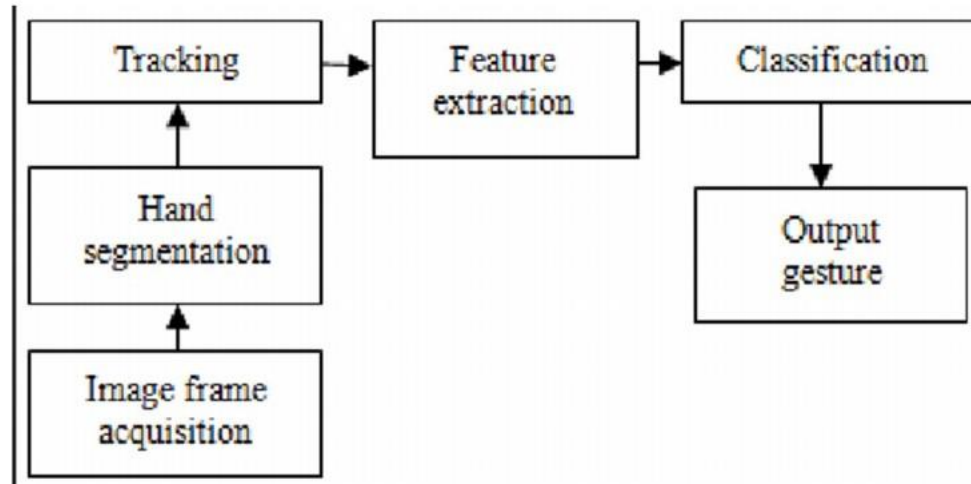 Tracking
Feature
extraction
Classification
Hand
segmentation
Output
gesture
Image frame
acquisition